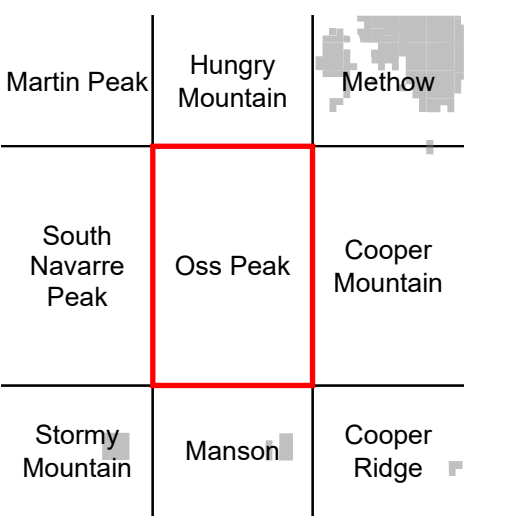 Martin Peak
Hungry
Mountain
Methow
South
Navarre
Peak
Oss Peak
Cooper
Mountain
Stormy
Mountain
Manson
Cooper
Ridge